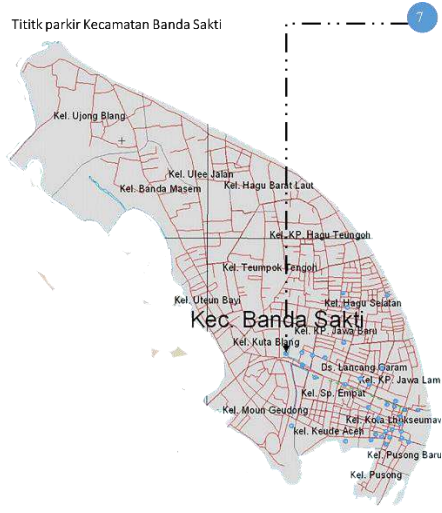 7
Tititk parkir Kecamatan Banda Sakti
Kel. Ujong Blang
Kel. Ulee Jalan
Kel. Banda Masem
Kel. Hagu Barat Laut
Kel. KP. Hagu Teungoh
Kel. Teumpok Tengoh
Kel. Uteun Bayi
Kel. Hagu Selatan
Kec. Banda Sakti
Kel. KP. Jawa Baru
Kel. Kuta Blang
Ds. Lancang Garam
Kel. KP. Jawa Lam
Kel. Sp. Empat
Kel. Moun Geudong
Kel. Kota Lhokseumaw
kel. Keude Aceh
Kel. Pusong Baru
Kel. Pusong